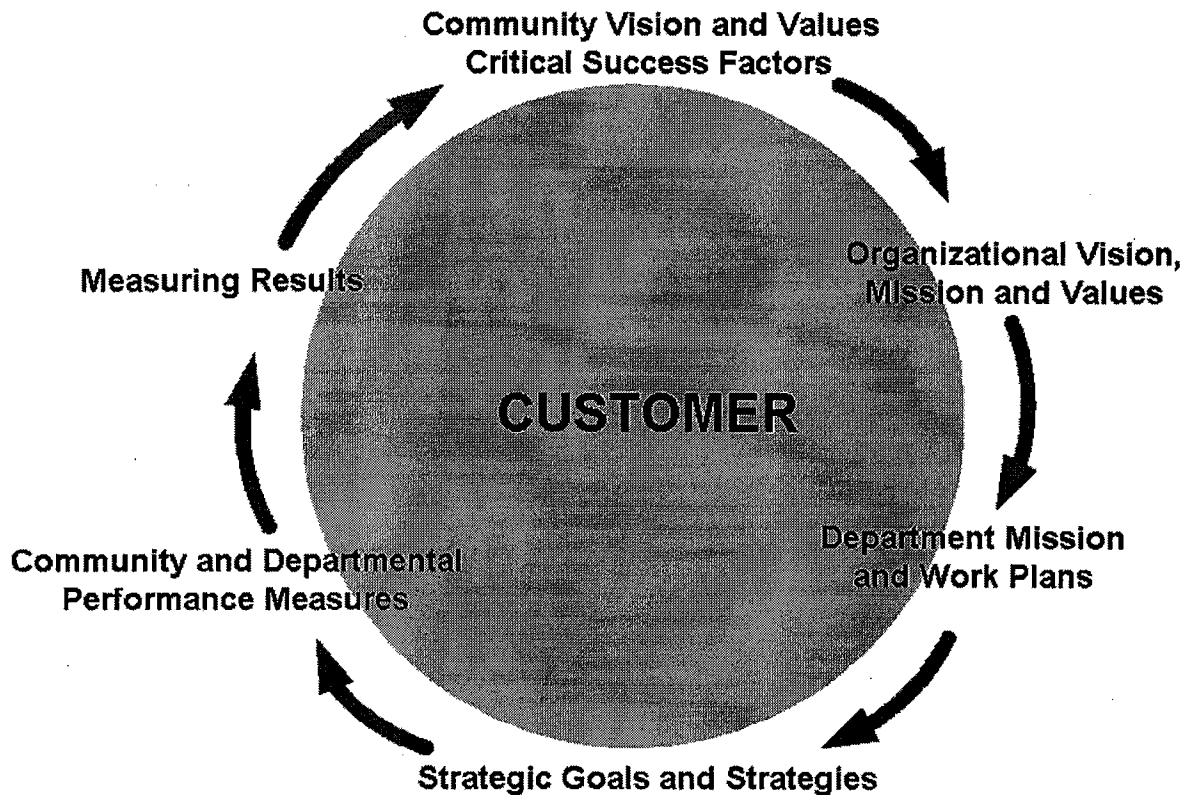 Community Vision and Values
Critical Success Factors
Organizational Vision,
Mission and Values
Measuring Results
CUSTOMER
Department Mission
and Work Plans
Community and Departmental
Performance Measures
Strategic Goals and Strategies